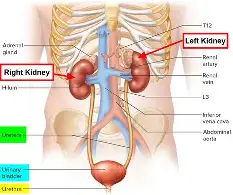 T12
Adrenal
gland
Left Kidney
Right Kidney
Renal
artery
Renal
vein
Hilum
L3
Inferior
vena cava
Abdominal
aorta
Ureters
Urinary
bladder
Urethra